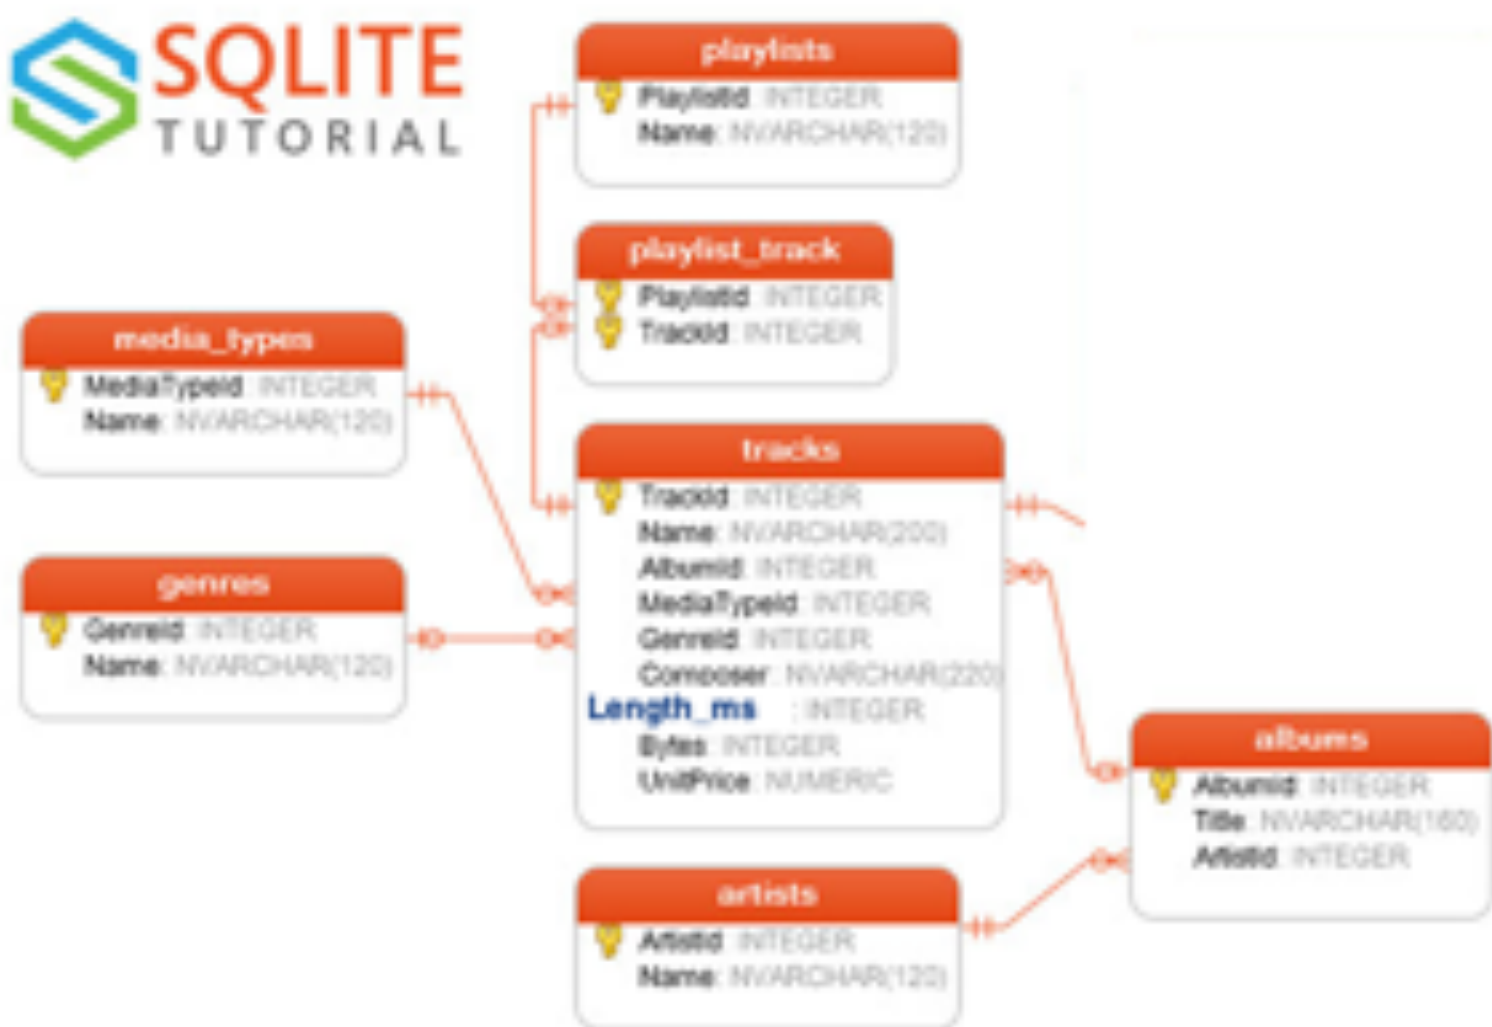 SQLITE
TUTORIAL
playlists
PlaylistId: INTEGER
Name: NVARCHAR(120)
playlist_track
PlaylistId: INTEGER
TrackId: INTEGER
media_types
MediaTypeId: INTEGER
Name: NVARCHAR(120)
genres
GenreId: INTEGER
Name: NVARCHAR(120)
tracks
TrackId: INTEGER
Name: NVARCHAR(200)
AlbumId: INTEGER
MediaTypeId: INTEGER
GenreId: INTEGER
Composer: NVARCHAR(220)
Length_ms : INTEGER
Bytes: INTEGER
UnitPrice: NUMERIC
albums
AlbumId: INTEGER
Title: NVARCHAR(160)
ArtistId: INTEGER
artists
ArtistId: INTEGER
Name: NVARCHAR(120)